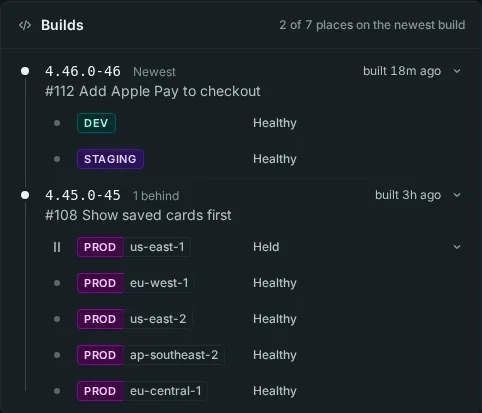 Builds 2 of 7 places on the newest build
4.46.0-46 Newest built 18m ago
#112 Add Apple Pay to checkout
DEV Healthy
STAGING Healthy
4.45.0-45 1 behind built 3h ago
#108 Show saved cards first
PROD us-east-1 Held
PROD eu-west-1 Healthy
PROD us-east-2 Healthy
PROD ap-southeast-2 Healthy
PROD eu-central-1 Healthy